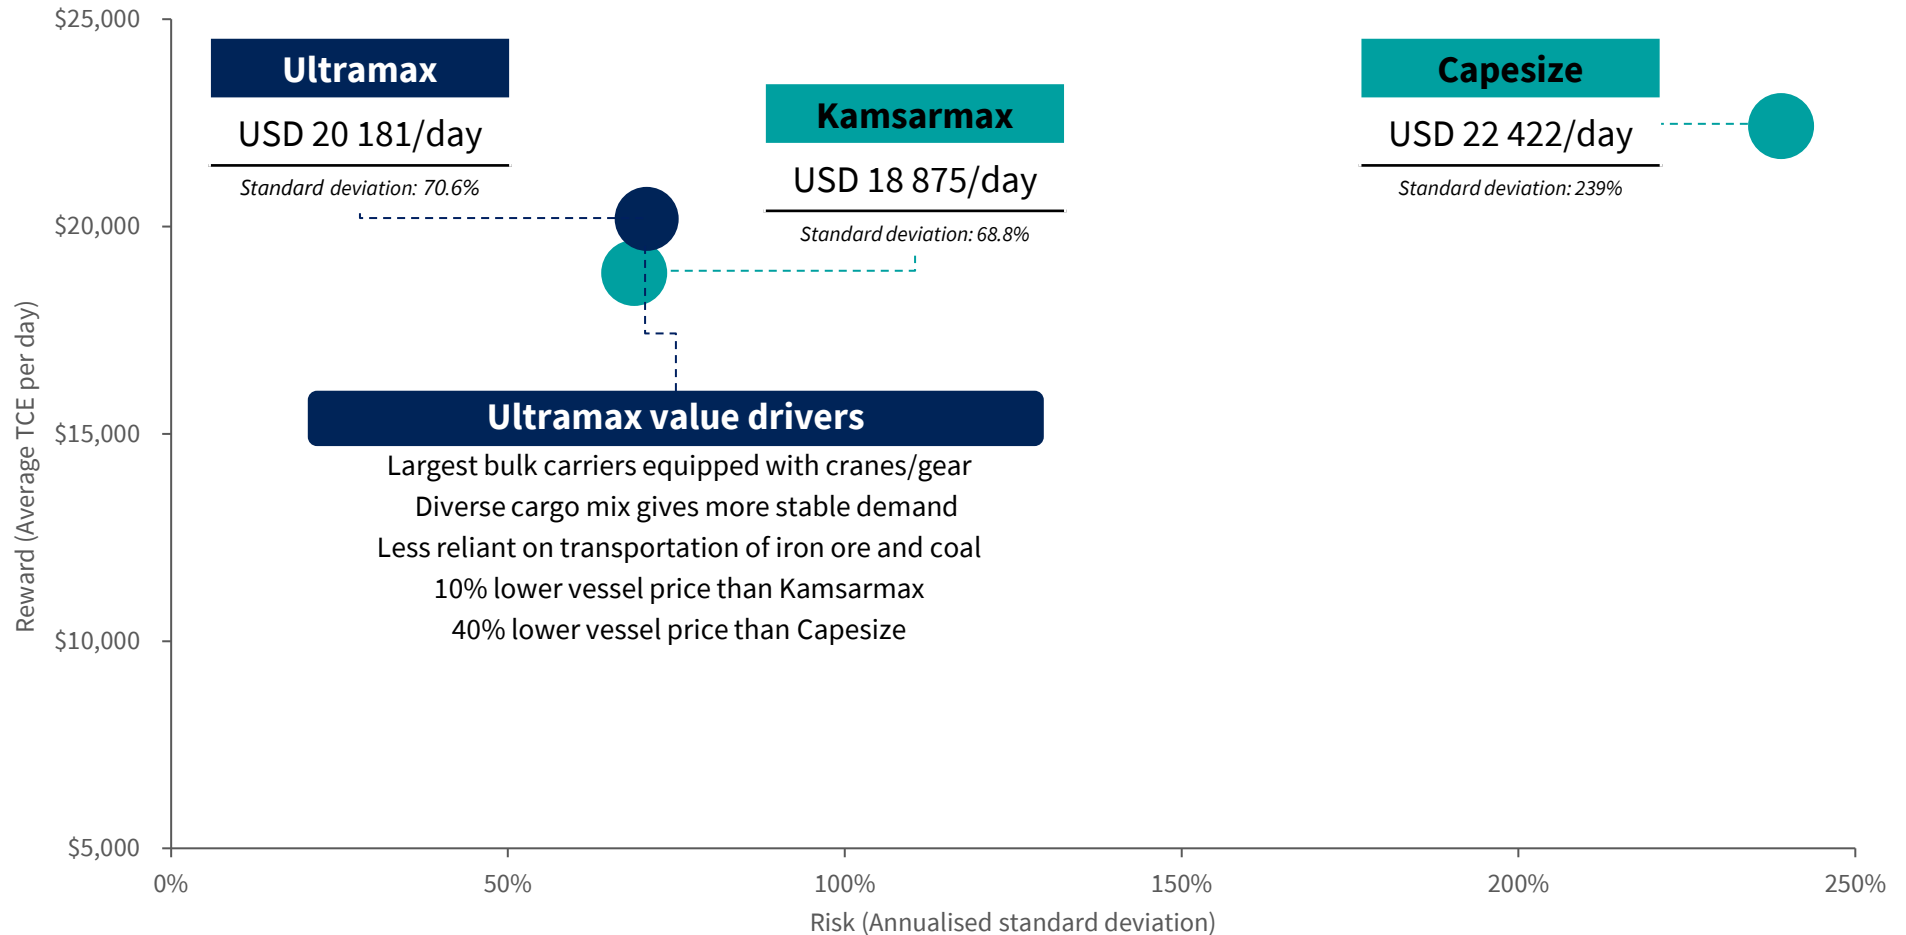 $25,000
$20,000
$15,000
$10,000
$5,000
Reward (Average TCE per day)
Ultramax
USD 20 181/day
Standard deviation: 70.6%
Kamsarmax
USD 18 875/day
Standard deviation: 68.8%
Capesize
USD 22 422/day
Standard deviation: 239%
Ultramax value drivers
Largest bulk carriers equipped with cranes/gear
Diverse cargo mix gives more stable demand
Less reliant on transportation of iron ore and coal
10% lower vessel price than Kamsarmax
40% lower vessel price than Capesize
0%
50%
100%
150%
200%
250%
Risk (Annualised standard deviation)